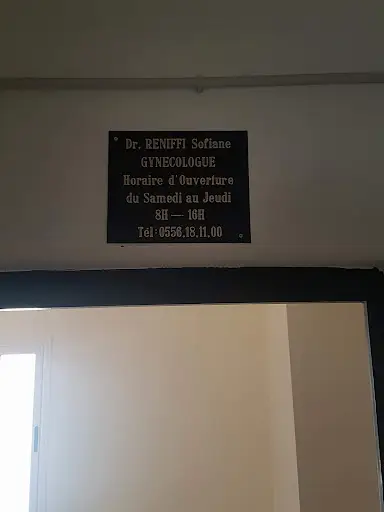 Dr. RENIFFI Sofiane
GYNECOLOGUE
Horaire d'Ouverture
du Samedi au Jeudi
8H — 16H
Tél : 0556.18.11.00